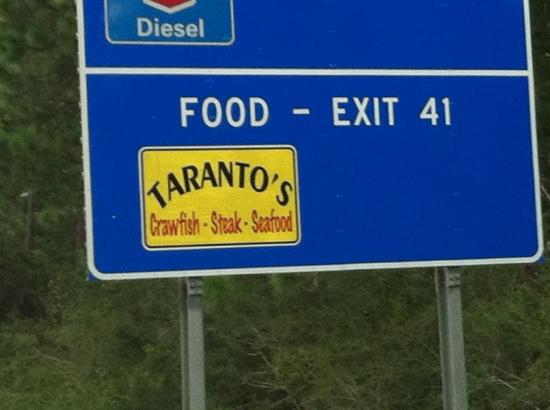 Diesel
FOOD - EXIT 41
TARANTO'S
Crawfish - Steak - Seafood